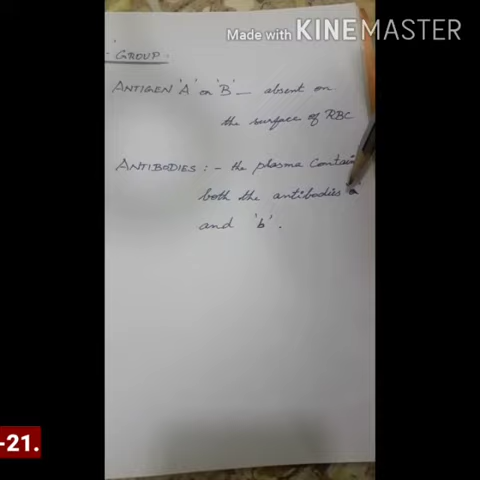 Made with KINEMASTER
GROUP.
ANTIGEN 'A' or 'B' — absent on
the surface of RBC
ANTIBODIES : - the plasma contain
both the antibodies
and 'b'.
-21.